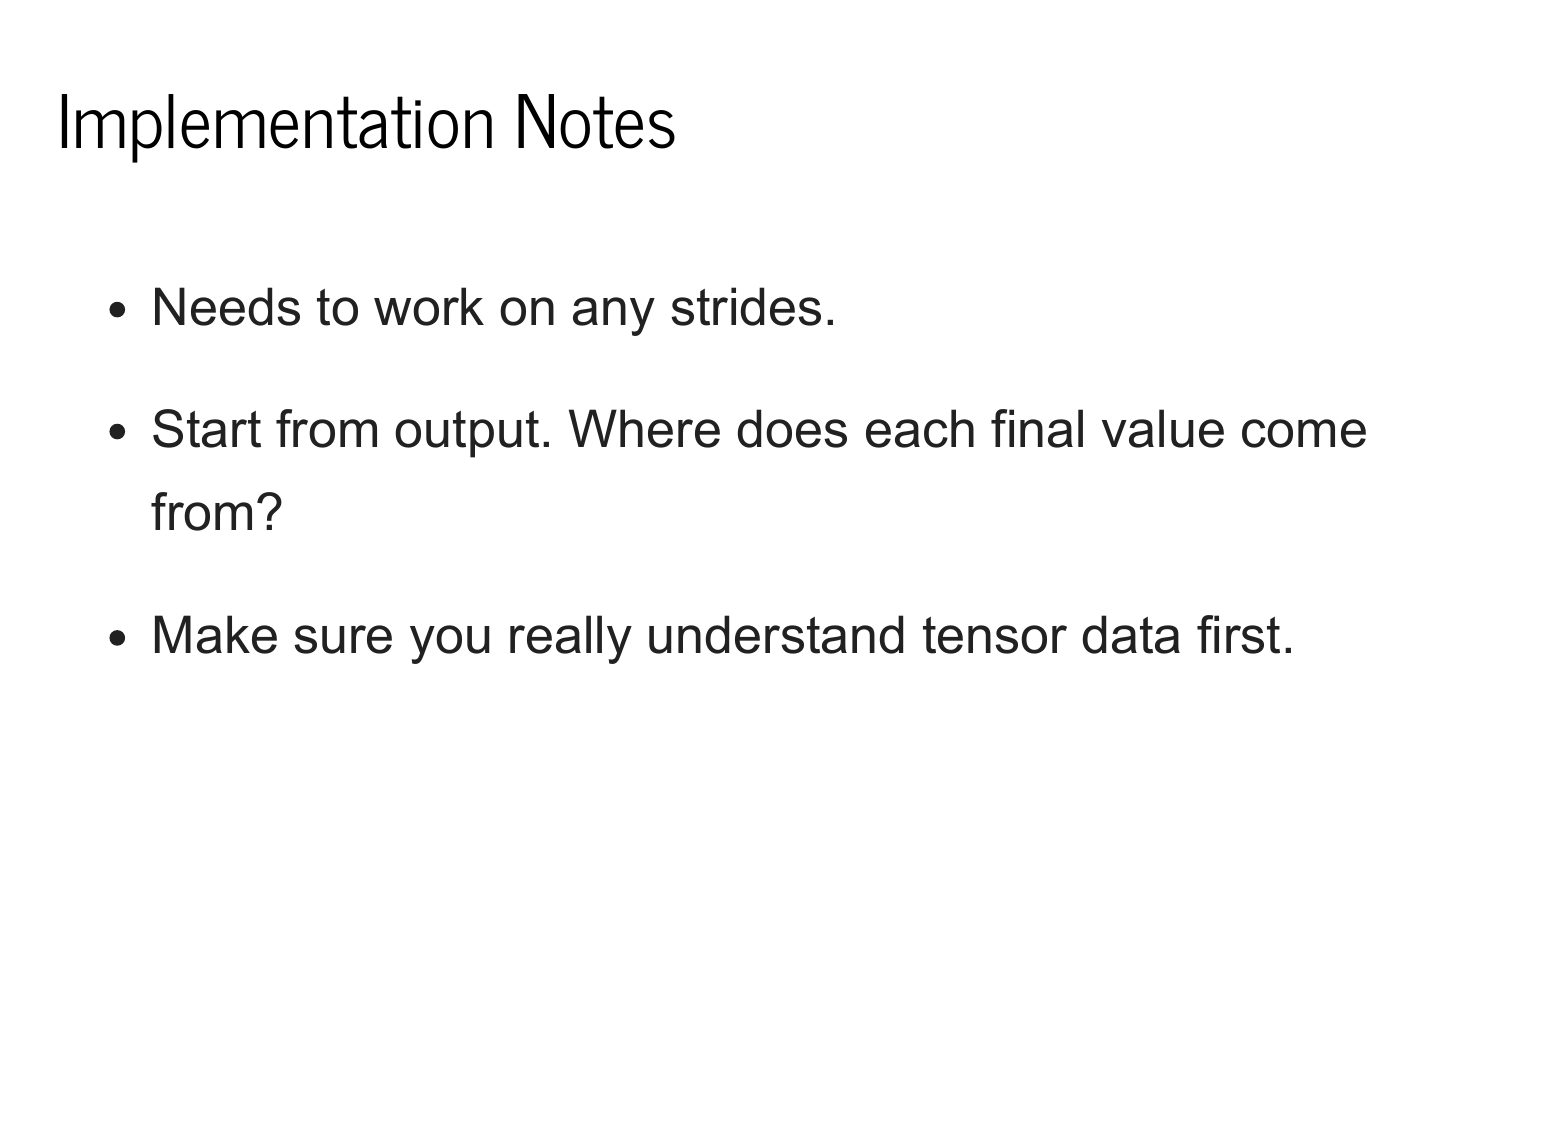 Implementation Notes
Needs to work on any strides.
Start from output. Where does each final value come
from?
Make sure you really understand tensor data first.